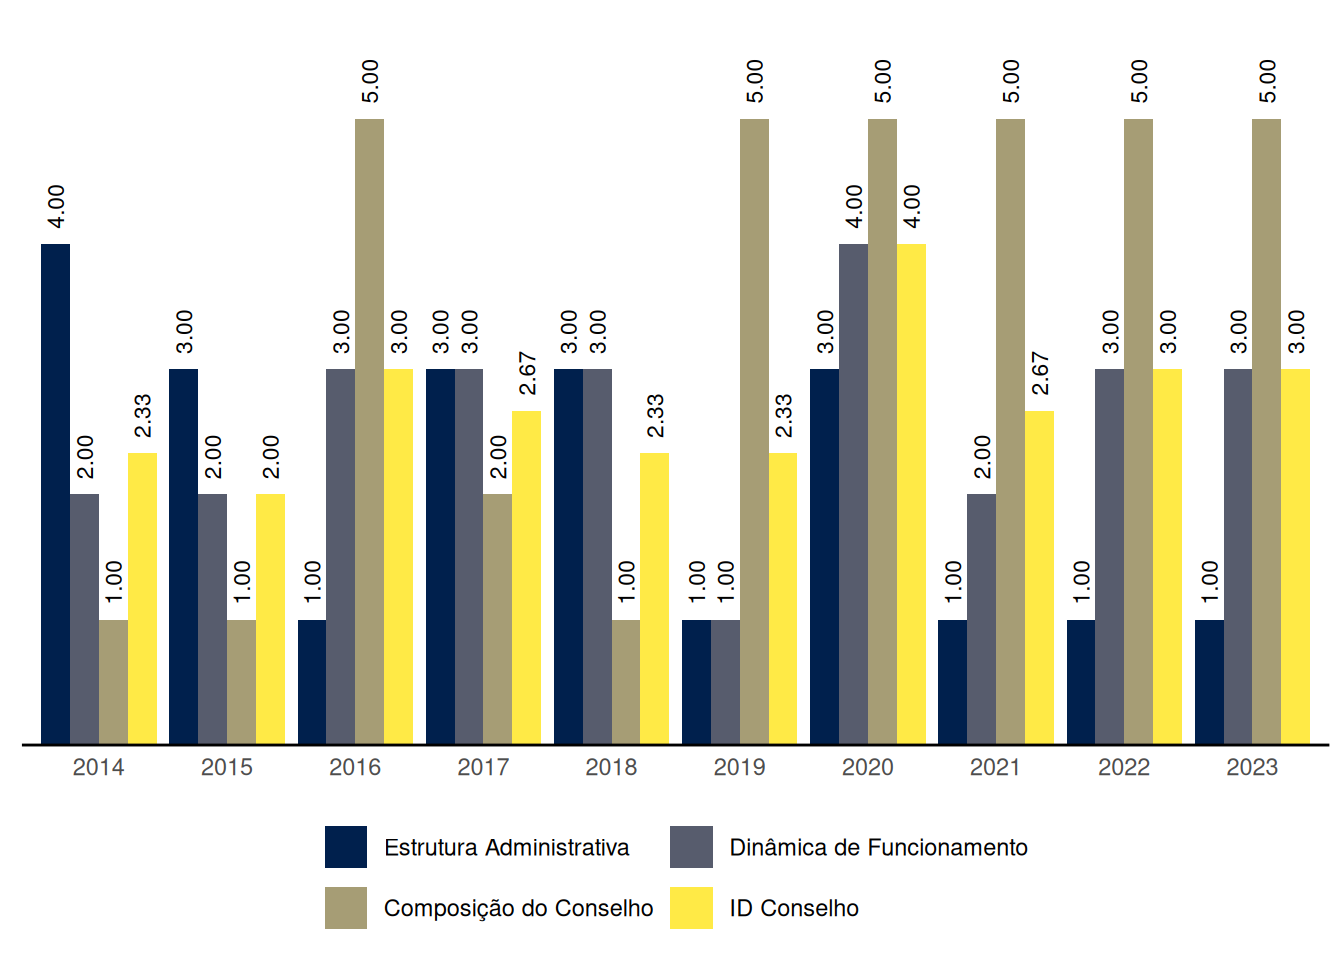 4.00 2.00 1.00 2.33 3.00 2.00 1.00 2.00 1.00 3.00 5.00 3.00 3.00 3.00 2.00 2.67 3.00 3.00 1.00 2.33 1.00 1.00 5.00 2.33 3.00 4.00 5.00 4.00 1.00 2.00 5.00 2.67 1.00 3.00 5.00 3.00 1.00 3.00 5.00 3.00
2014 2015 2016 2017 2018 2019 2020 2021 2022 2023
Estrutura Administrativa Dinâmica de Funcionamento
Composição do Conselho ID Conselho